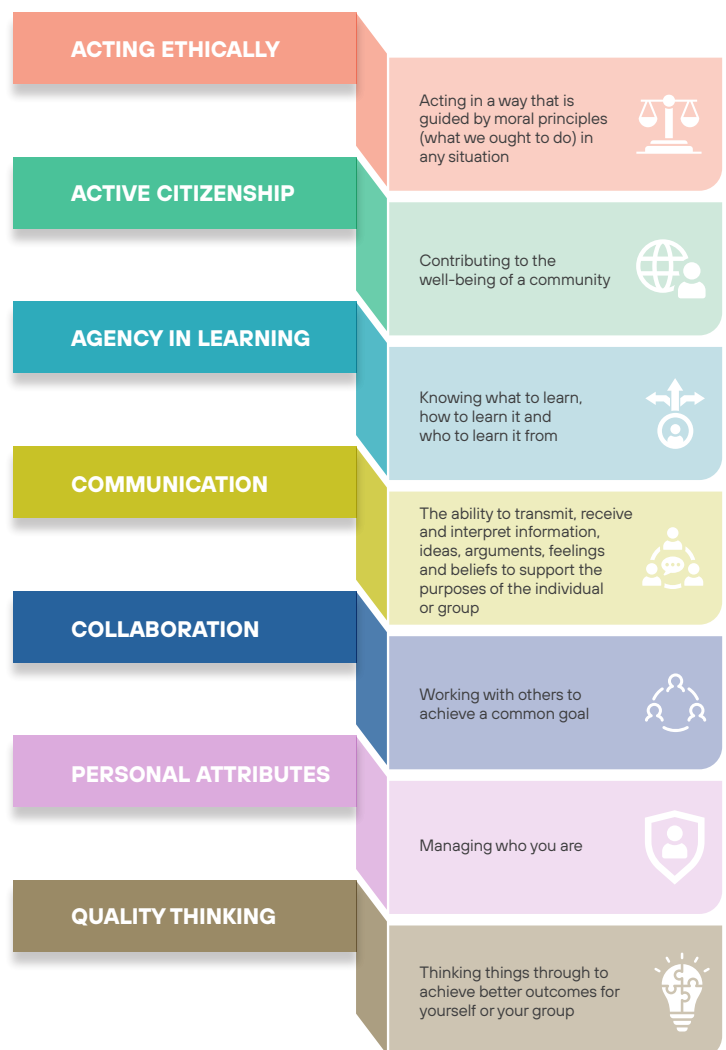 ACTING ETHICALLY
Acting in a way that is
guided by moral principles
(what we ought to do) in
any situation
ACTIVE CITIZENSHIP
Contributing to the
well-being of a community
AGENCY IN LEARNING
Knowing what to learn,
how to learn it and
who to learn it from
COMMUNICATION
The ability to transmit, receive
and interpret information,
ideas, arguments, feelings
and beliefs to support the
purposes of the individual
or group
COLLABORATION
Working with others to
achieve a common goal
PERSONAL ATTRIBUTES
Managing who you are
QUALITY THINKING
Thinking things through to
achieve better outcomes for
yourself or your group